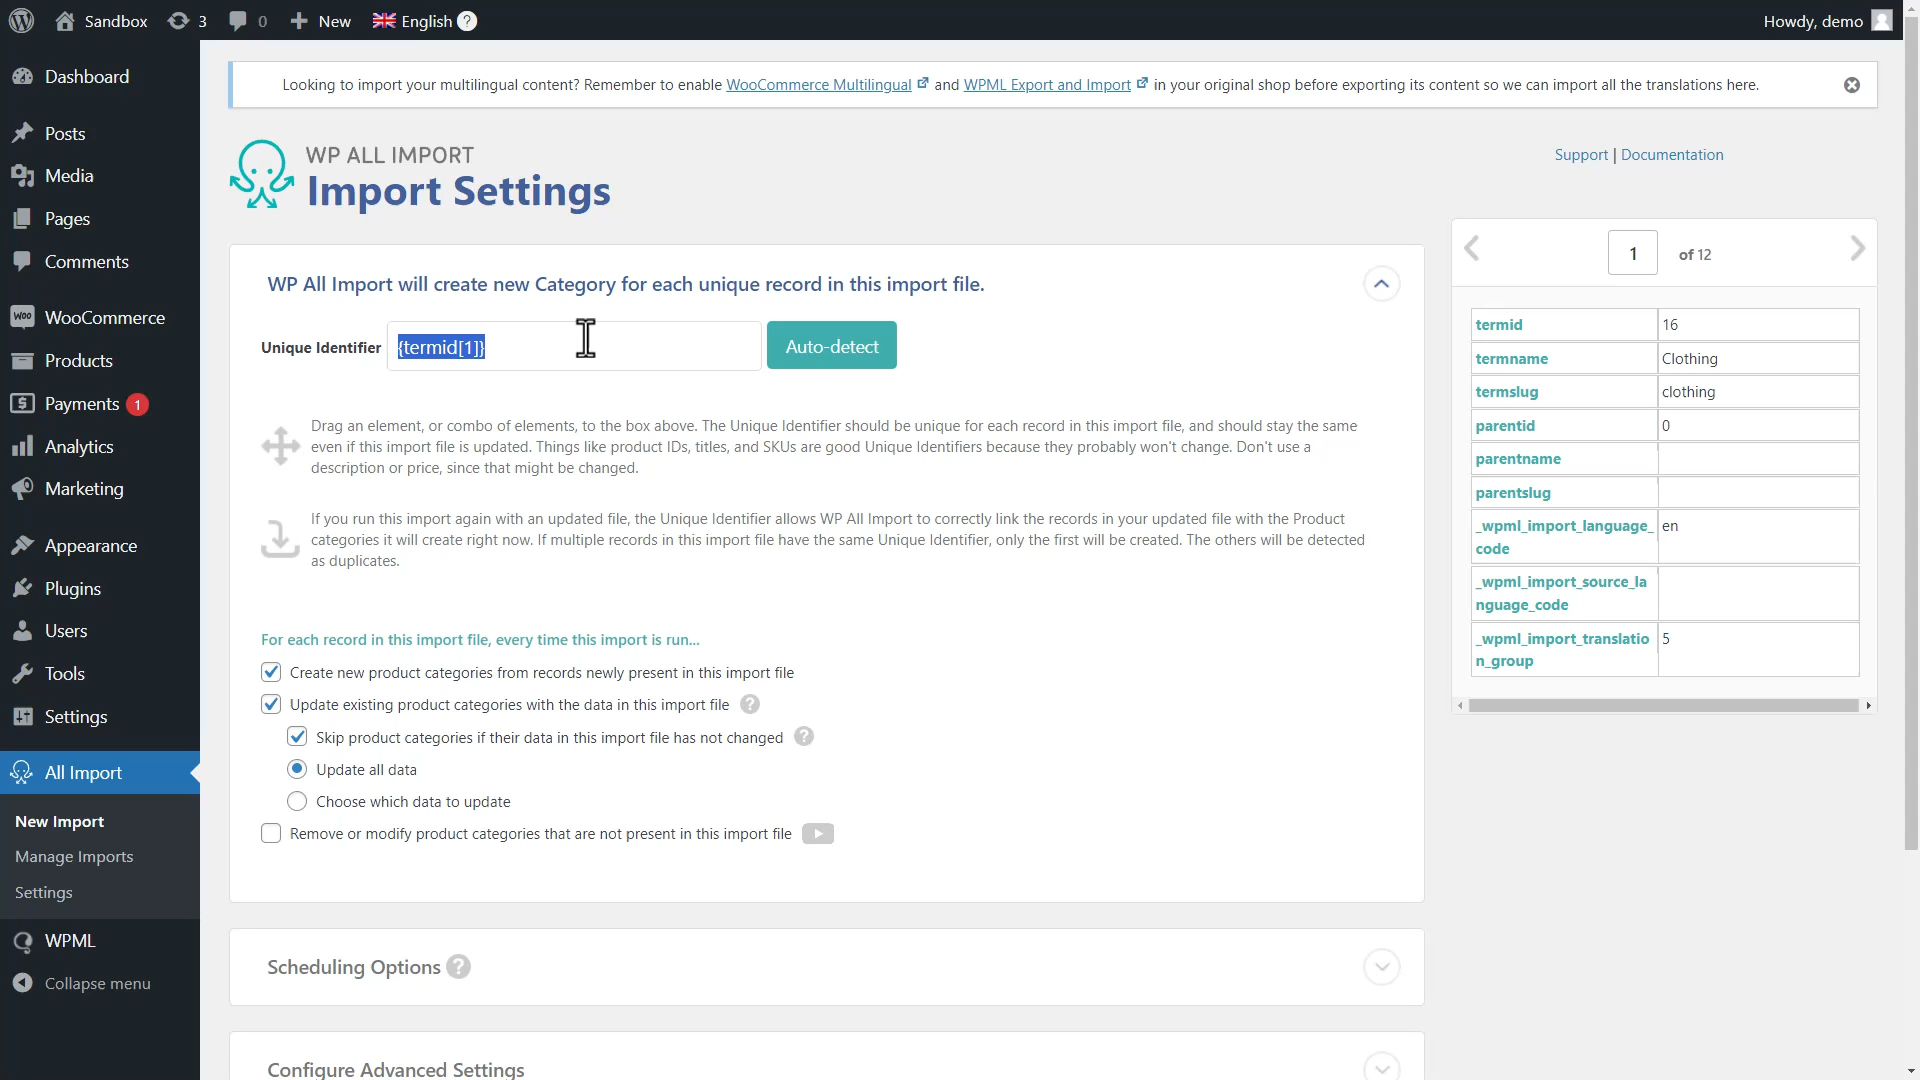 Sandbox 3 0 New English ? Howdy, demo
Dashboard
Posts
Media
Pages
Comments
WooCommerce
Products
Payments 1
Analytics
Marketing
Appearance
Plugins
Users
Tools
Settings
All Import
New Import
Manage Imports
Settings
WPML
Collapse menu
Looking to import your multilingual content? Remember to enable WooCommerce Multilingual and WPML Export and Import in your original shop before exporting its content so we can import all the translations here.
WP ALL IMPORT
Import Settings
Support | Documentation
WP All Import will create new Category for each unique record in this import file.
Unique Identifier {termid[1]} Auto-detect
Drag an element, or combo of elements, to the box above. The Unique Identifier should be unique for each record in this import file, and should stay the same
even if this import file is updated. Things like product IDs, titles, and SKUs are good Unique Identifiers because they probably won't change. Don't use a
description or price, since that might be changed.
If you run this import again with an updated file, the Unique Identifier allows WP All Import to correctly link the records in your updated file with the Product
categories it will create right now. If multiple records in this import file have the same Unique Identifier, only the first will be created. The others will be detected
as duplicates.
For each record in this import file, every time this import is run...
Create new product categories from records newly present in this import file
Update existing product categories with the data in this import file ?
Skip product categories if their data in this import file has not changed ?
Update all data
Choose which data to update
Remove or modify product categories that are not present in this import file
Scheduling Options ?
Configure Advanced Settings
1 of 12
termid 16
termname Clothing
termslug clothing
parentid 0
parentname
parentslug
_wpml_import_language_ en
code
_wpml_import_source_la
nguage_code
_wpml_import_translatio 5
n_group